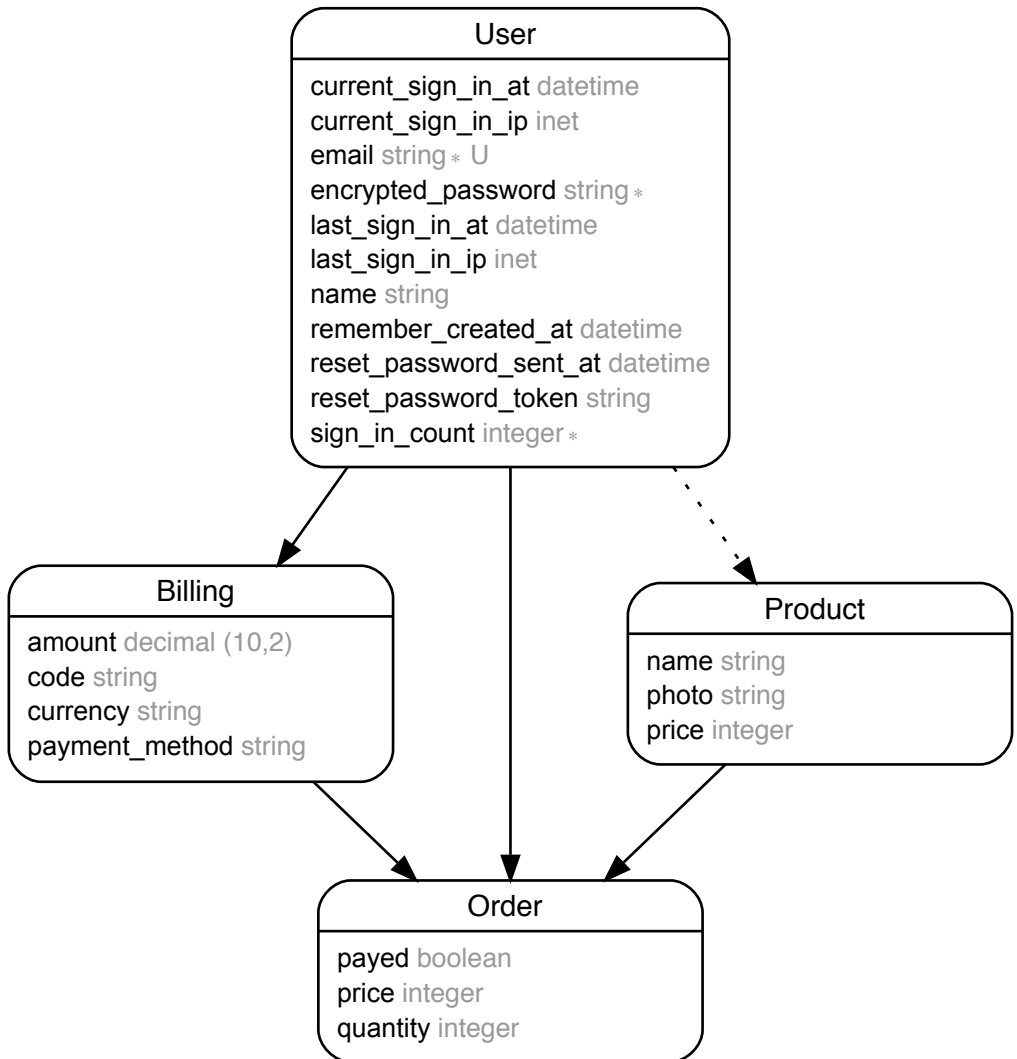 User
current_sign_in_at datetime
current_sign_in_ip inet
email string * U
encrypted_password string *
last_sign_in_at datetime
last_sign_in_ip inet
name string
remember_created_at datetime
reset_password_sent_at datetime
reset_password_token string
sign_in_count integer *
Billing
amount decimal (10,2)
code string
currency string
payment_method string
Product
name string
photo string
price integer
Order
payed boolean
price integer
quantity integer